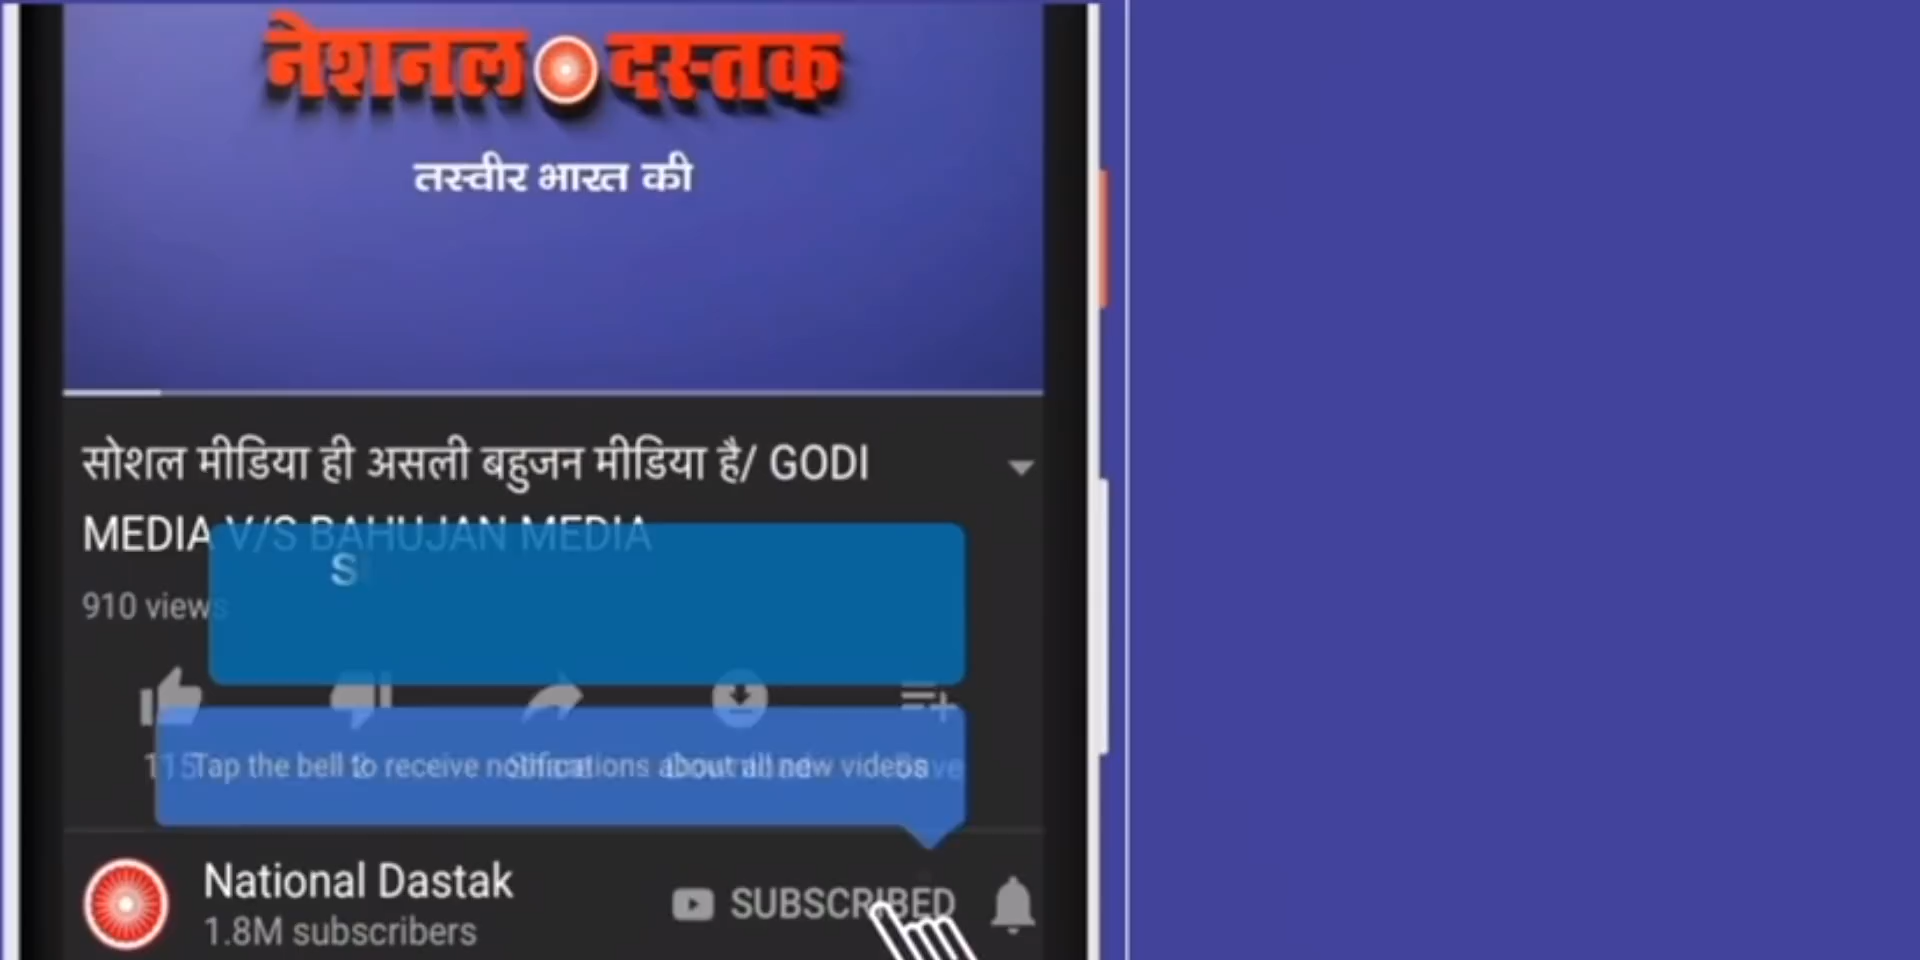 नेशनल दस्तक
तस्वीर भारत की
सोशल मीडिया ही असली बहुजन मीडिया है/ GODI
MEDIA V/S BAHUJAN MEDIA
S
910 views
115
Tap the bell to receive notifications about all new videos
National Dastak
SUBSCRIBED
1.8M subscribers